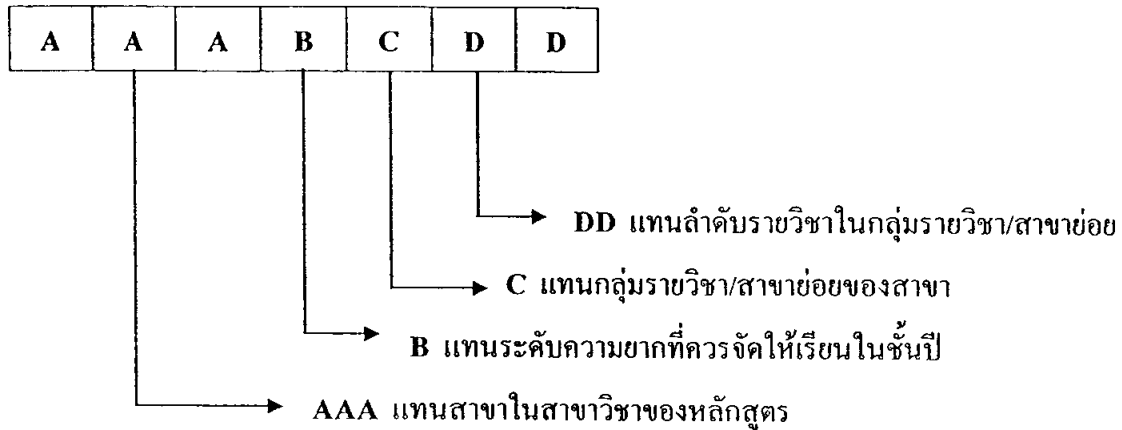 A A A B C D D
DD แทนลำดับรายวิชาในกลุ่มรายวิชา/สาขาย่อย
C แทนกลุ่มรายวิชา/สาขาย่อยของสาขา
B แทนระดับความยากที่ควรจัดให้เรียนในชั้นปี
AAA แทนสาขาในสาขาวิชาของหลักสูตร